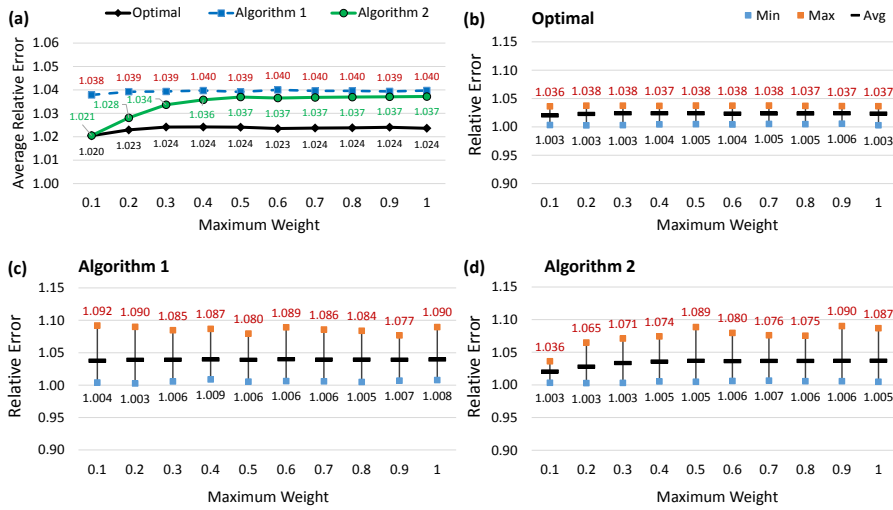 (a)
Optimal Algorithm 1 Algorithm 2
1.06
1.05
1.04
1.03
1.02
1.01
1.00
Average Relative Error
1.038 1.039 1.039 1.040 1.039 1.040 1.040 1.040 1.039 1.040
1.021 1.028 1.034 1.036 1.037 1.037 1.037 1.037 1.037 1.037
1.020 1.023 1.024 1.024 1.024 1.023 1.024 1.024 1.024 1.024
0.1 0.2 0.3 0.4 0.5 0.6 0.7 0.8 0.9 1
Maximum Weight
(b) Optimal
Min Max Avg
1.15
1.10
1.05
1.00
0.95
0.90
Relative Error
1.036 1.038 1.038 1.037 1.038 1.038 1.038 1.037 1.037 1.037
1.003 1.003 1.003 1.004 1.005 1.004 1.005 1.005 1.006 1.003
0.1 0.2 0.3 0.4 0.5 0.6 0.7 0.8 0.9 1
Maximum Weight
(c) Algorithm 1
1.15
1.10
1.05
1.00
0.95
0.90
Relative Error
1.092 1.090 1.085 1.087 1.080 1.089 1.086 1.084 1.077 1.090
1.004 1.003 1.006 1.009 1.006 1.006 1.006 1.005 1.007 1.008
0.1 0.2 0.3 0.4 0.5 0.6 0.7 0.8 0.9 1
Maximum Weight
(d) Algorithm 2
1.15
1.10
1.05
1.00
0.95
0.90
Relative Error
1.036 1.065 1.071 1.074 1.089 1.080 1.076 1.075 1.090 1.087
1.003 1.003 1.003 1.005 1.005 1.006 1.007 1.006 1.006 1.005
0.1 0.2 0.3 0.4 0.5 0.6 0.7 0.8 0.9 1
Maximum Weight